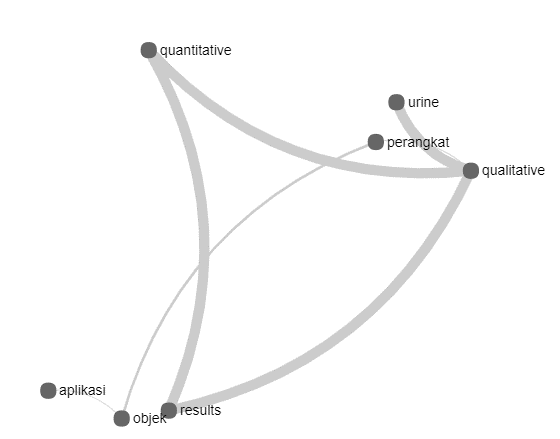 quantitative
urine
perangkat
qualitative
aplikasi
objek
results